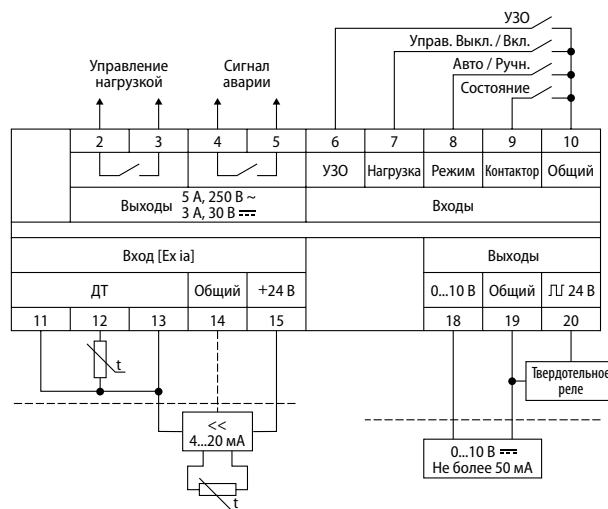 УЗО
Управ. Выкл. / Вкл.
Авто / Ручн.
Состояние
Управление
нагрузкой
Сигнал
аварии
2 3 4 5 6 7 8 9 10
УЗО Нагрузка Режим Контактор Общий
Выходы 5 А, 250 В ~
3 А, 30 В
Входы
Вход [Ex ia]
Выходы
ДТ Общий +24 В 0...10 В Общий 24 В
11 12 13 14 15 18 19 20
t
Твердотельное
реле
<<
4...20 мА
0...10 В
Не более 50 мА
t